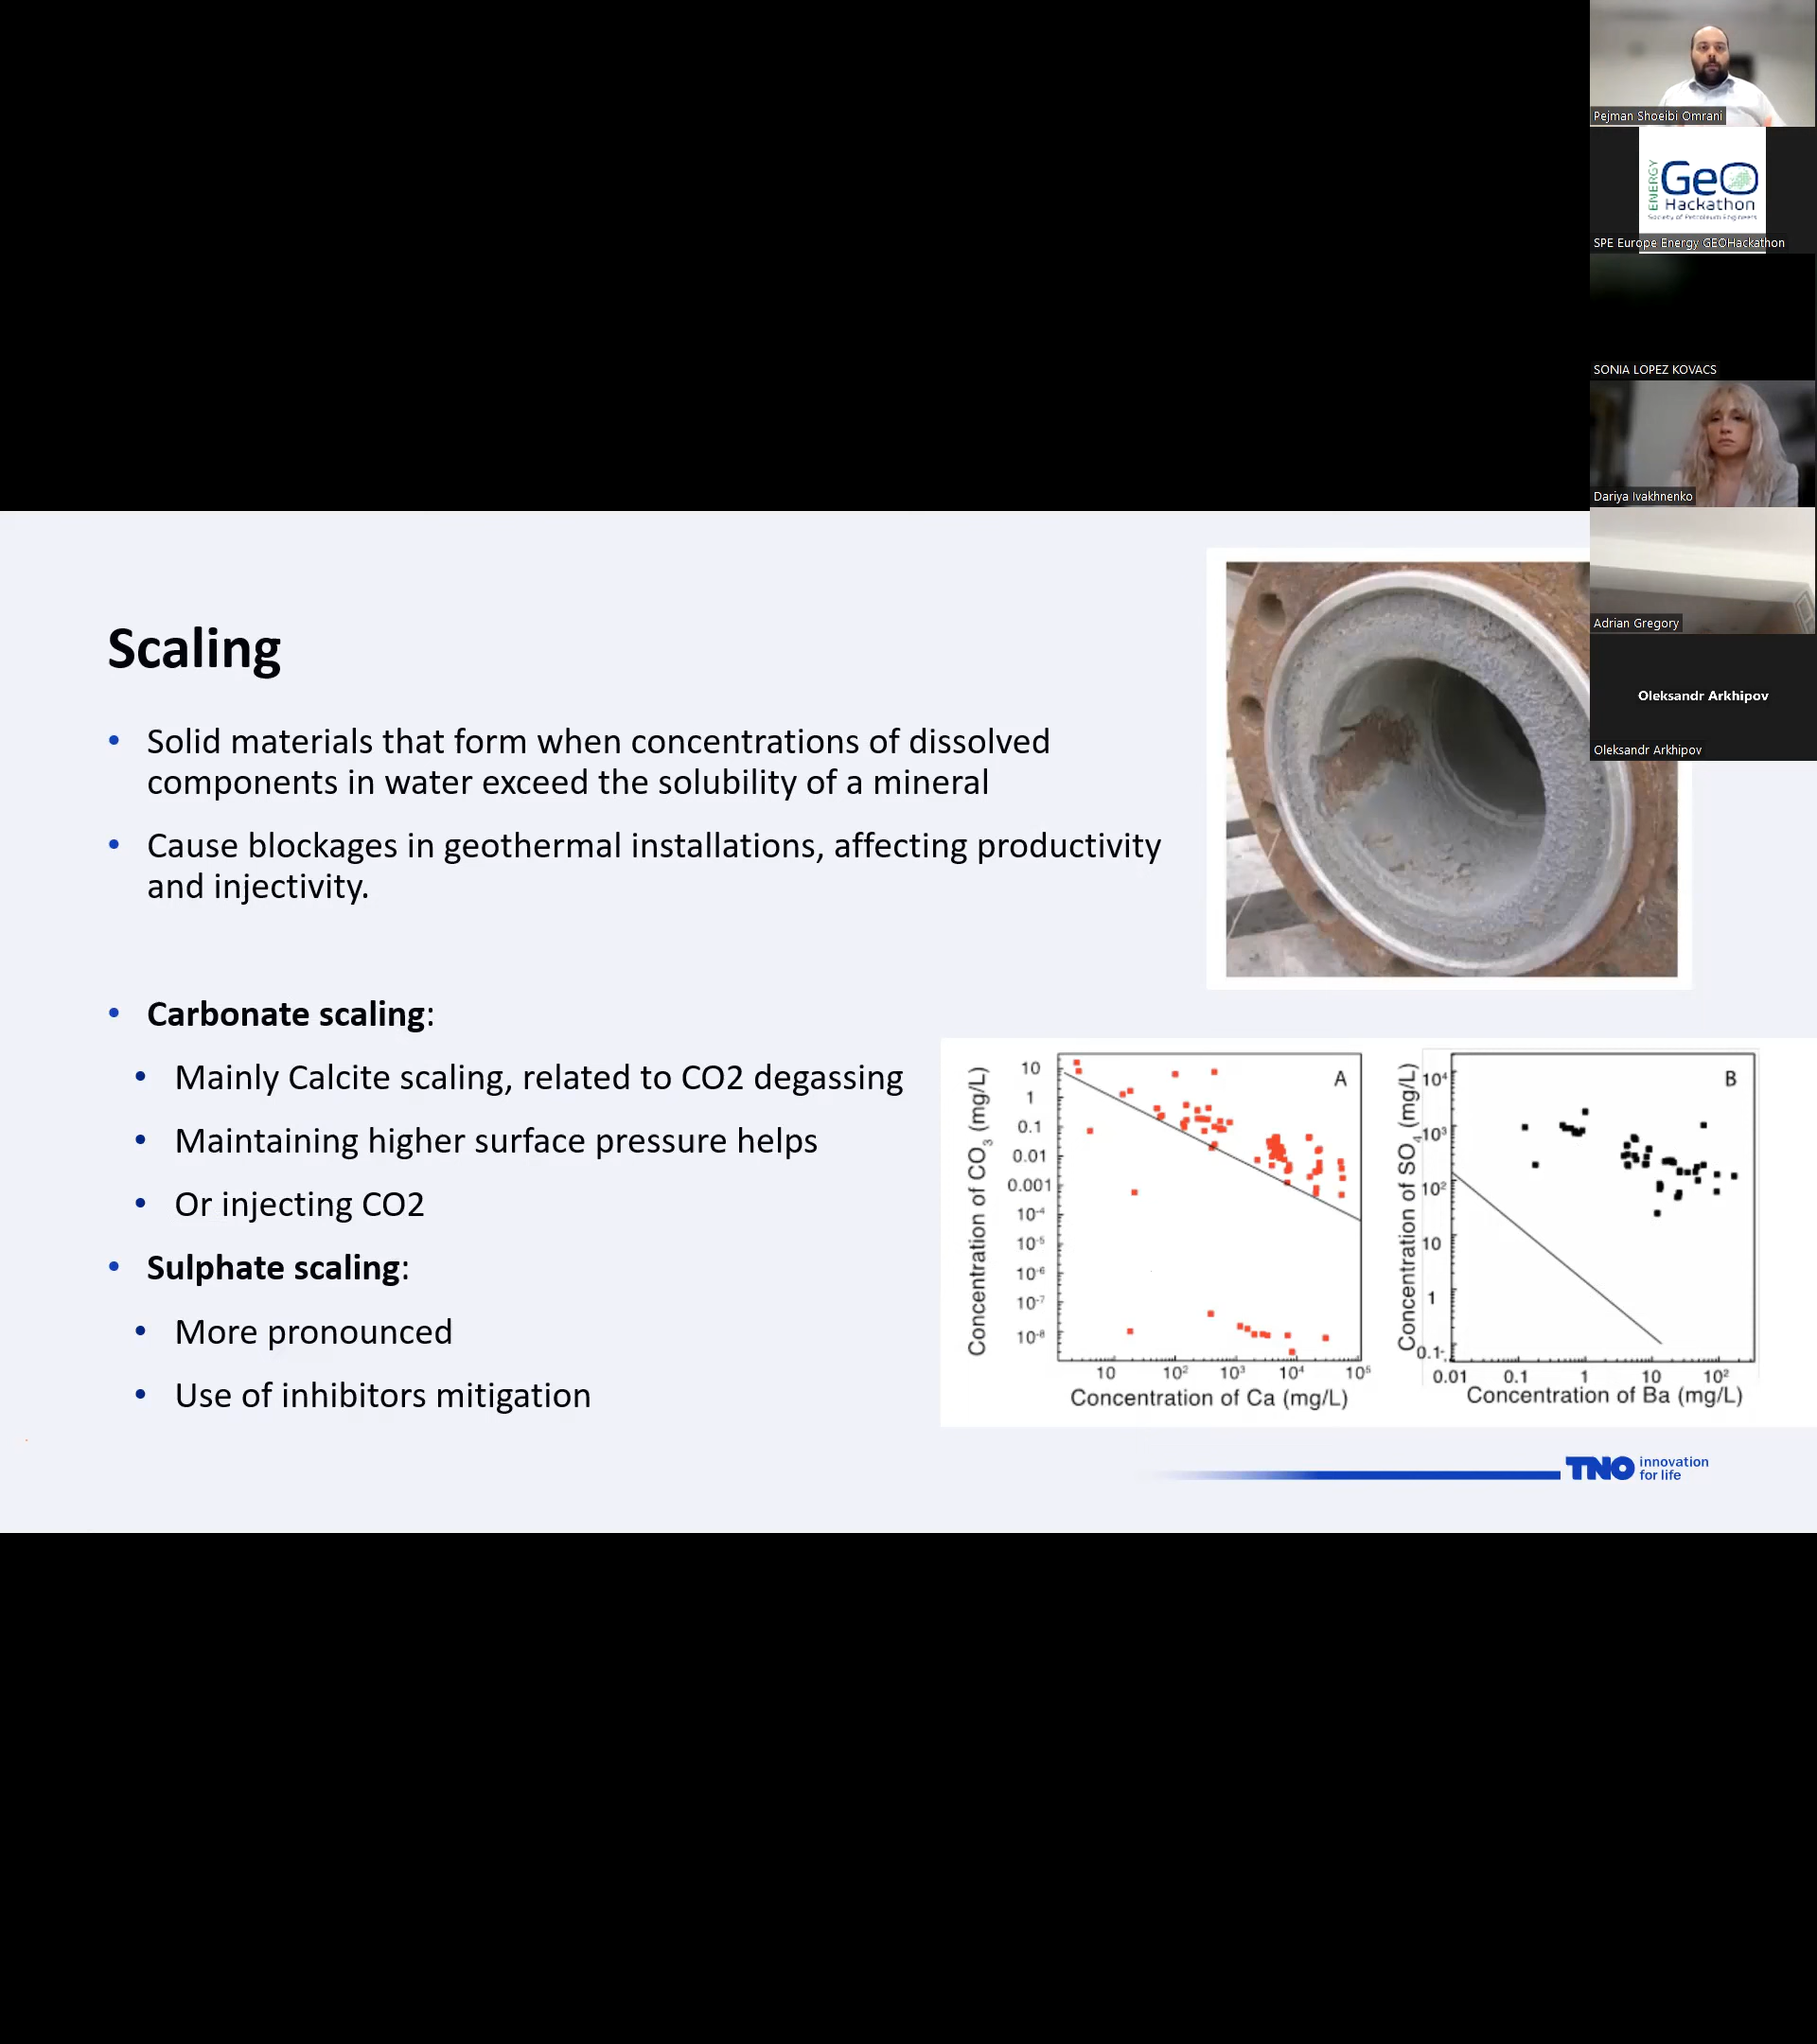 Pejman Shoeibi Omrani
ENERGY
GeO
Hackathon
Society of Petroleum Engineers
SPE Europe Energy GEOHackathon
SONIA LOPEZ KOVACS
Dariya Ivakhnenko
Adrian Gregory
Oleksandr Arkhipov
Oleksandr Arkhipov
Scaling
• Solid materials that form when concentrations of dissolved
components in water exceed the solubility of a mineral
• Cause blockages in geothermal installations, affecting productivity
and injectivity.
• Carbonate scaling:
• Mainly Calcite scaling, related to CO2 degassing
• Maintaining higher surface pressure helps
• Or injecting CO2
• Sulphate scaling:
• More pronounced
• Use of inhibitors mitigation
Concentration of CO₃ (mg/L)
10
1
0.1
0.01
0.001
10⁻⁴
10⁻⁵
10⁻⁶
10⁻⁷
10⁻⁸
A
10 10² 10³ 10⁴ 10⁵
Concentration of Ca (mg/L)
Concentration of SO₄ (mg/L)
10⁴
10³
10²
10
1
0.1
B
0.01 0.1 1 10 10²
Concentration of Ba (mg/L)
TNO innovation
for life